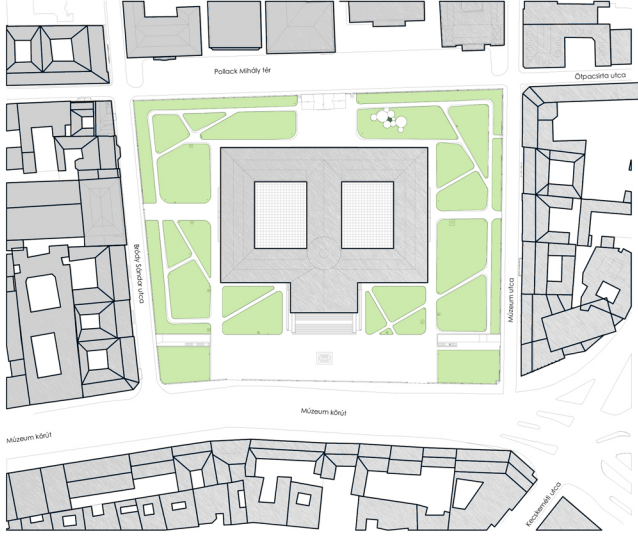 Pollack Mihály tér
Ötpacsirta utca
Bródy Sándor utca
Múzeum utca
Múzeum körút
Múzeum körút
Kecskeméti utca